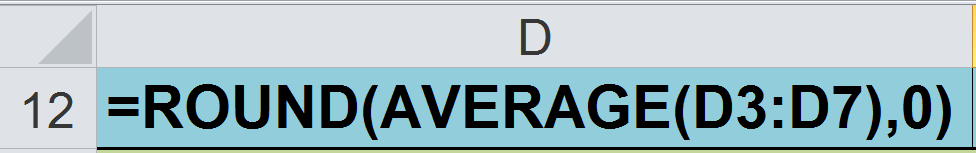 D
12 =ROUND(AVERAGE(D3:D7),0)